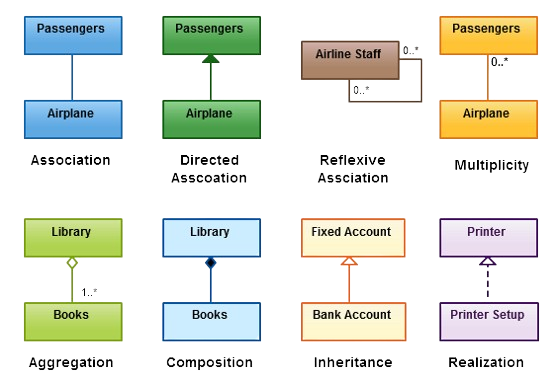 Passengers
Airplane
Association
Passengers
Airplane
Directed
Asscoation
Airline Staff
0..*
0..*
Reflexive
Assciation
Passengers
0..*
Airplane
Multiplicity
Library
1..*
Books
Aggregation
Library
Books
Composition
Fixed Account
Bank Account
Inheritance
Printer
Printer Setup
Realization